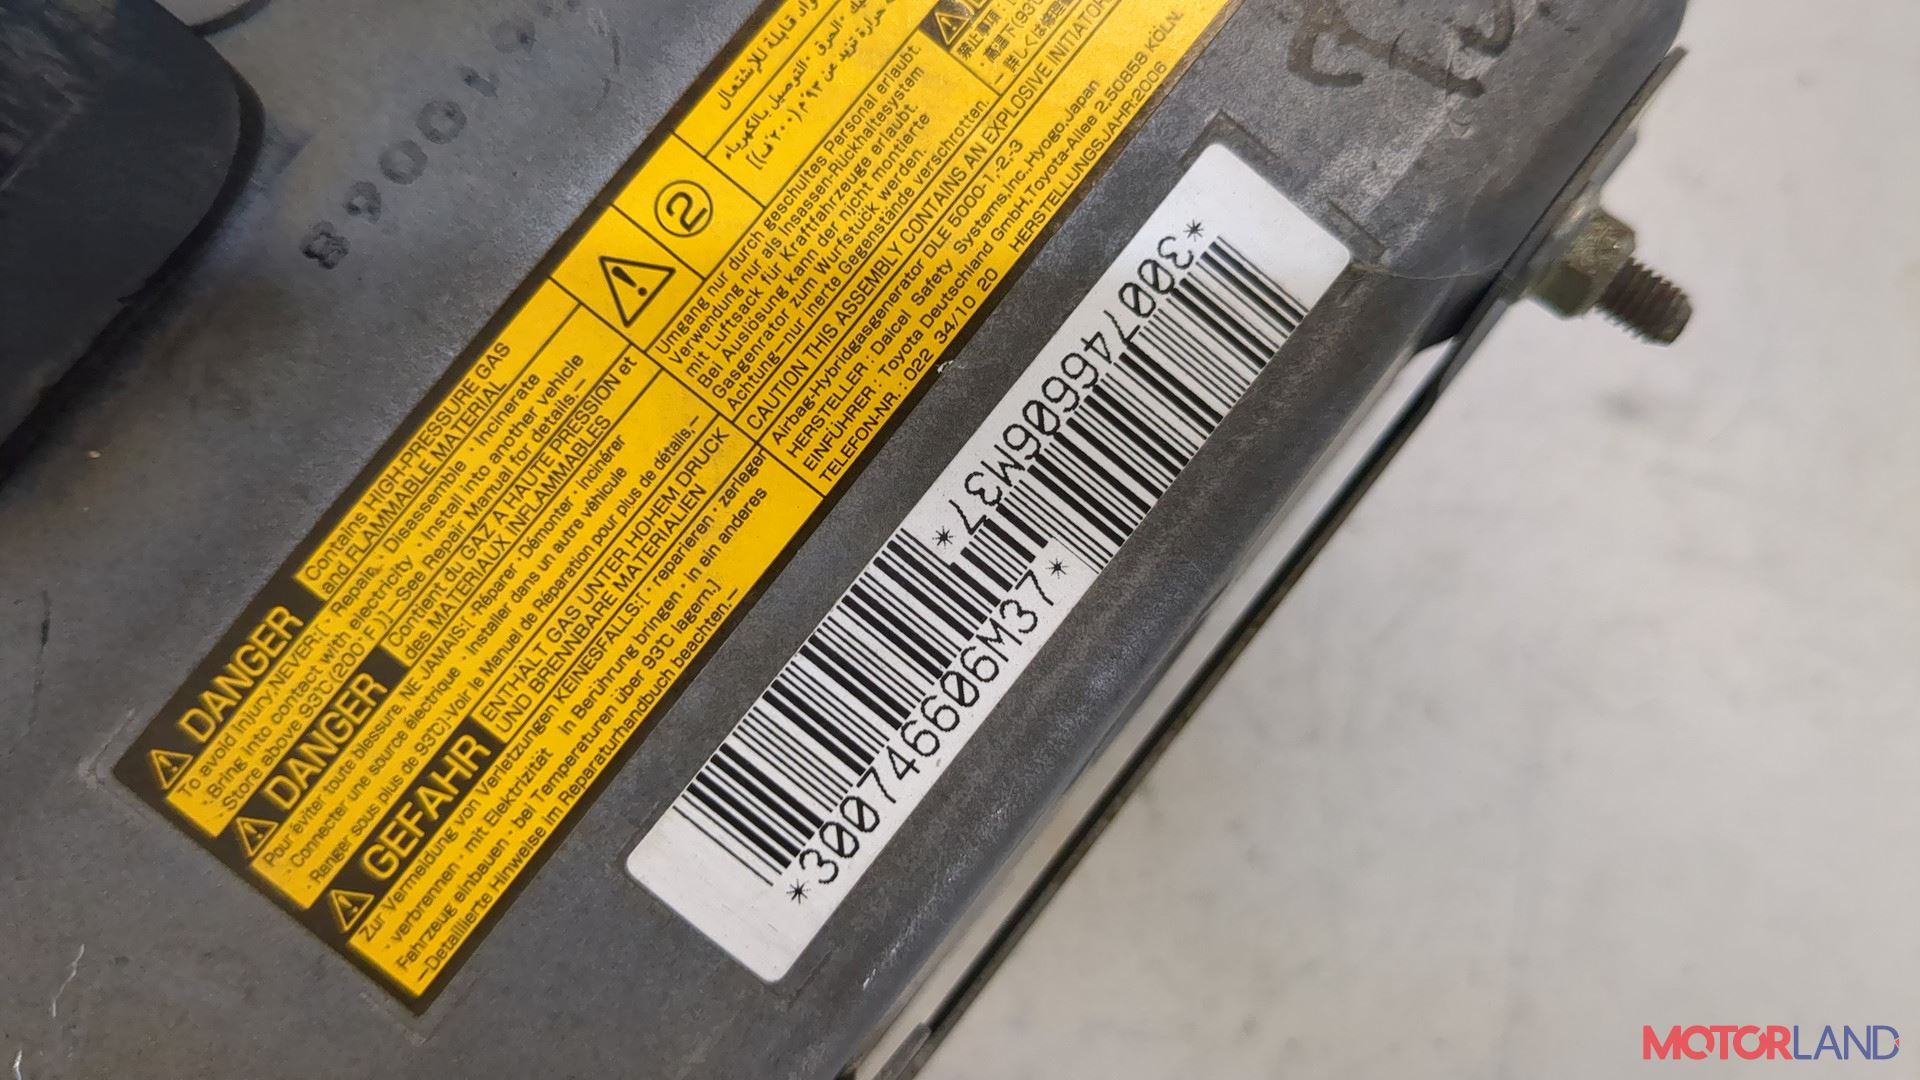 ⚠ DANGER
Contains HIGH-PRESSURE GAS
and FLAMMABLE MATERIAL.
To avoid injury, NEVER:[ · Repair · Disassemble · Incinerate
· Bring into contact with electricity · Install into another vehicle
· Store above 93℃(200°F)]—See Repair Manual for details.—
⚠ DANGER
Contient du GAZ A HAUTE PRESSION et
des MATERIAUX INFLAMMABLES
Pour éviter toute blessure, NE JAMAIS:[ · Réparer · Démonter · Incinérer
· Connecter une source électrique · Installer dans un autre véhicule
· Ranger sous plus de 93℃]-Voir le Manuel de Réparation pour plus de détails.—
⚠ GEFAHR
ENTHÄLT GAS UNTER HOHEM DRUCK
UND BRENNBARE MATERIALIEN
Zur Vermeidung von Verletzungen KEINESFALLS:[ · reparieren · zerlegen
· verbrennen · mit Elektrizität in Berührung bringen · in ein anderes
Fahrzeug einbauen · bei Temperaturen über 93℃ lagern.]
—Detaillierte Hinweise im Reparaturhandbuch beachten.—
②
Umgang nur durch geschultes Personal erlaubt.
Verwendung nur als Insassen-Rückhaltesystem
mit Luftsack für Kraftfahrzeuge erlaubt.
Bei Auslösung kann der nicht montierte
Gasgenerator zum Wurfstück werden.
Achtung - nur inerte Gegenstände verschrotten.
CAUTION THIS ASSEMBLY CONTAINS AN EXPLOSIVE INITIATOR
Airbag-Hybridgasgenerator DLE 5000-1,-2,-3
HERSTELLER : Daicel Safety Systems,Inc,Hyogo,Japan
EINFÜHRER : Toyota Deutschland GmbH,Toyota-Allee 2,50858 KÖLN.
TELEFON-NR. : 022 34/10 20 HERSTELLUNGSJAHR:2006
禁止事項
*300746606M37*
*300746606M37*
MOTORLAND